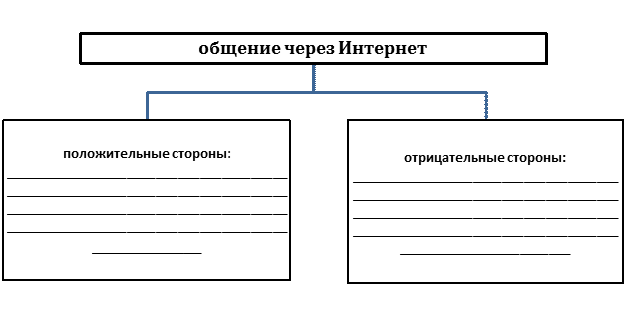 общение через Интернет
положительные стороны:
отрицательные стороны: